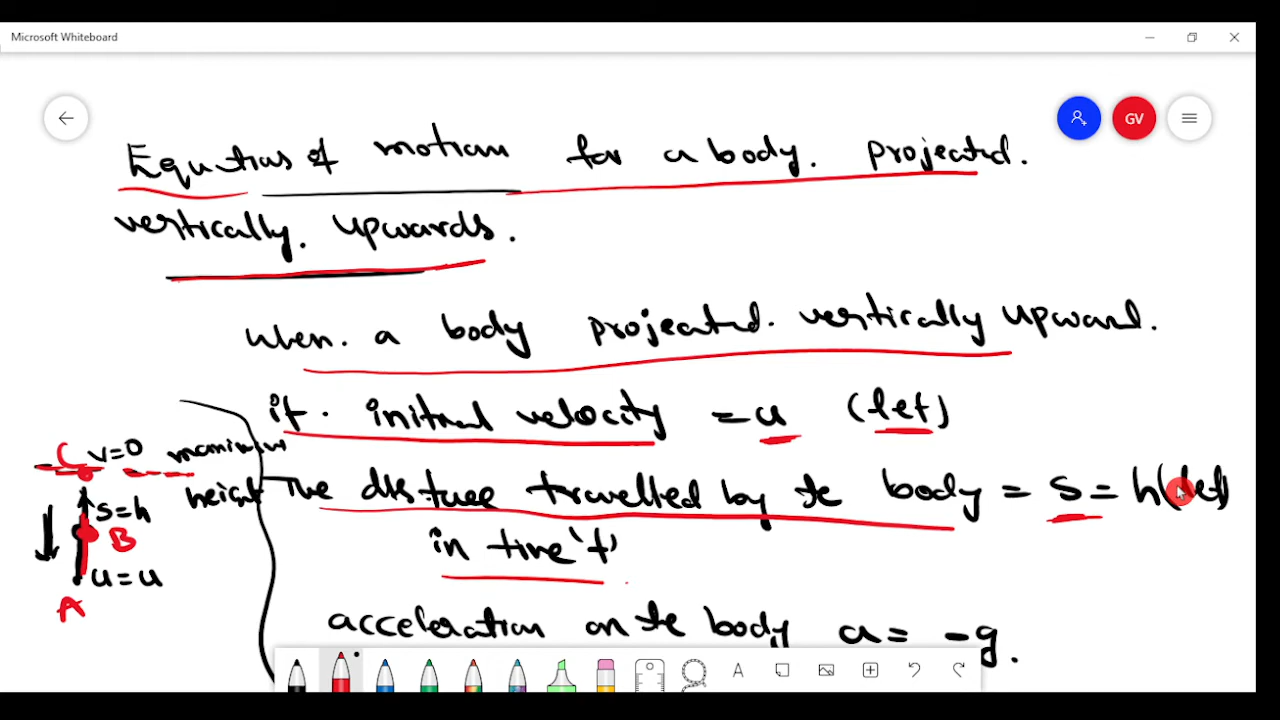 Microsoft Whiteboard
GV
Equations of motion for a body. projected.
vertically. upwards.
when. a body projected. vertically upward.
if. initial velocity = u (let)
C v=0 maximum
height
The distance travelled by the body = s = h(let)
in time 't'
s=h
B
u=u
A
acceleration on the body a = -g.
A